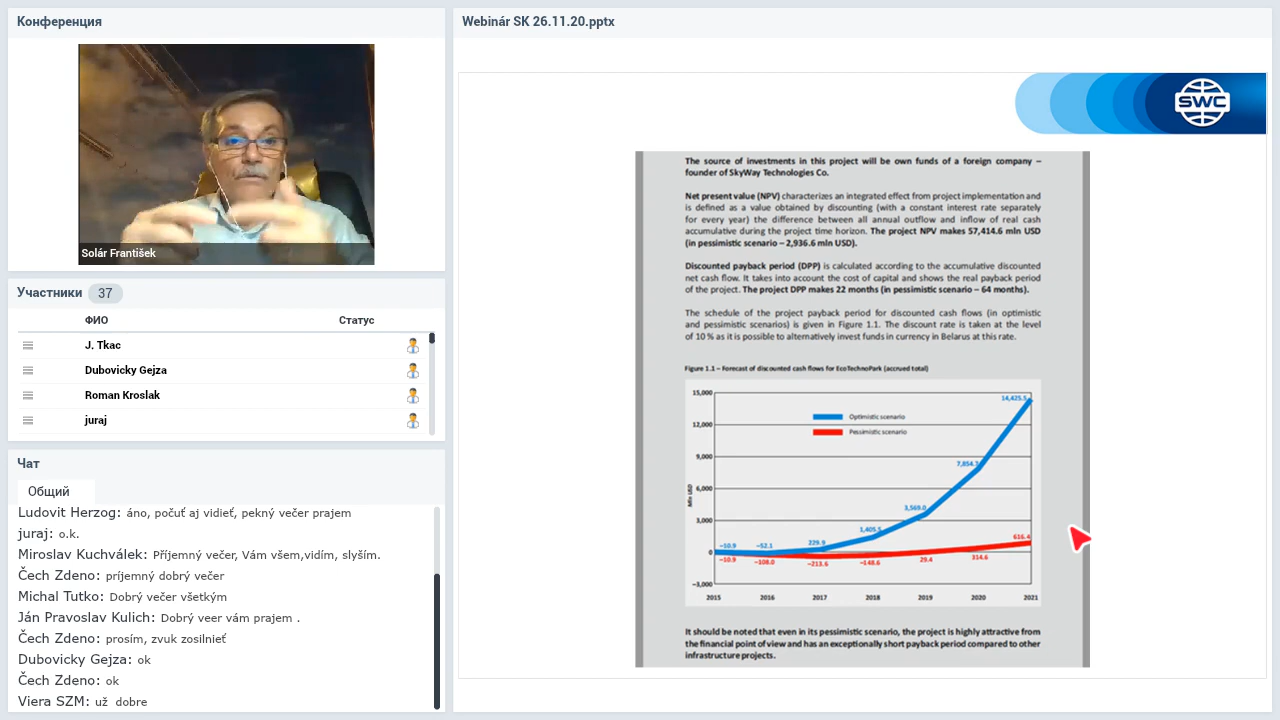 Конференция
Solár František
Участники 37
ФИО Статус
J. Tkac
Dubovicky Gejza
Roman Kroslak
juraj
Чат
Общий
Ludovit Herzog: áno, počuť aj vidieť, pekný večer prajem
juraj: o.k.
Miroslav Kuchválek: Príjemný večer, Vám všem,vidím, slyším.
Čech Zdeno: príjemný dobrý večer
Michal Tutko: Dobrý večer všetkým
Ján Pravoslav Kulich: Dobrý veer vám prajem .
Čech Zdeno: prosím, zvuk zosilnieť
Dubovicky Gejza: ok
Čech Zdeno: ok
Viera SZM: už dobre
Webinár SK 26.11.20.pptx
SWC
The source of investments in this project will be own funds of a foreign company –
founder of SkyWay Technologies Co.
Net present value (NPV) characterizes an integrated effect from project implementation and
is defined as a value obtained by discounting (with a constant interest rate separately
for every year) the difference between all annual outflow and inflow of real cash
accumulative during the project time horizon. The project NPV makes 57,414.6 mln USD
(in pessimistic scenario – 2,936.6 mln USD).
Discounted payback period (DPP) is calculated according to the accumulative discounted
net cash flow. It takes into account the cost of capital and shows the real payback period
of the project. The project DPP makes 22 months (in pessimistic scenario – 64 months).
The schedule of the project payback period for discounted cash flows (in optimistic
and pessimistic scenarios) is given in Figure 1.1. The discount rate is taken at the level
of 10 % as it is possible to alternatively invest funds in currency in Belarus at this rate.
Figure 1.1 – Forecast of discounted cash flows for EcoTechnoPark (accrued total)
Mln USD
15,000
12,000
9,000
6,000
3,000
0
–3,000
Optimistic scenario
Pessimistic scenario
–10.9 –52.1 229.9 1,405.5 3,569.0 7,854.7 14,425.5
–10.9 –108.0 –213.6 –148.6 29.4 314.6 616.4
2015 2016 2017 2018 2019 2020 2021
It should be noted that even in its pessimistic scenario, the project is highly attractive from
the financial point of view and has an exceptionally short payback period compared to other
infrastructure projects.